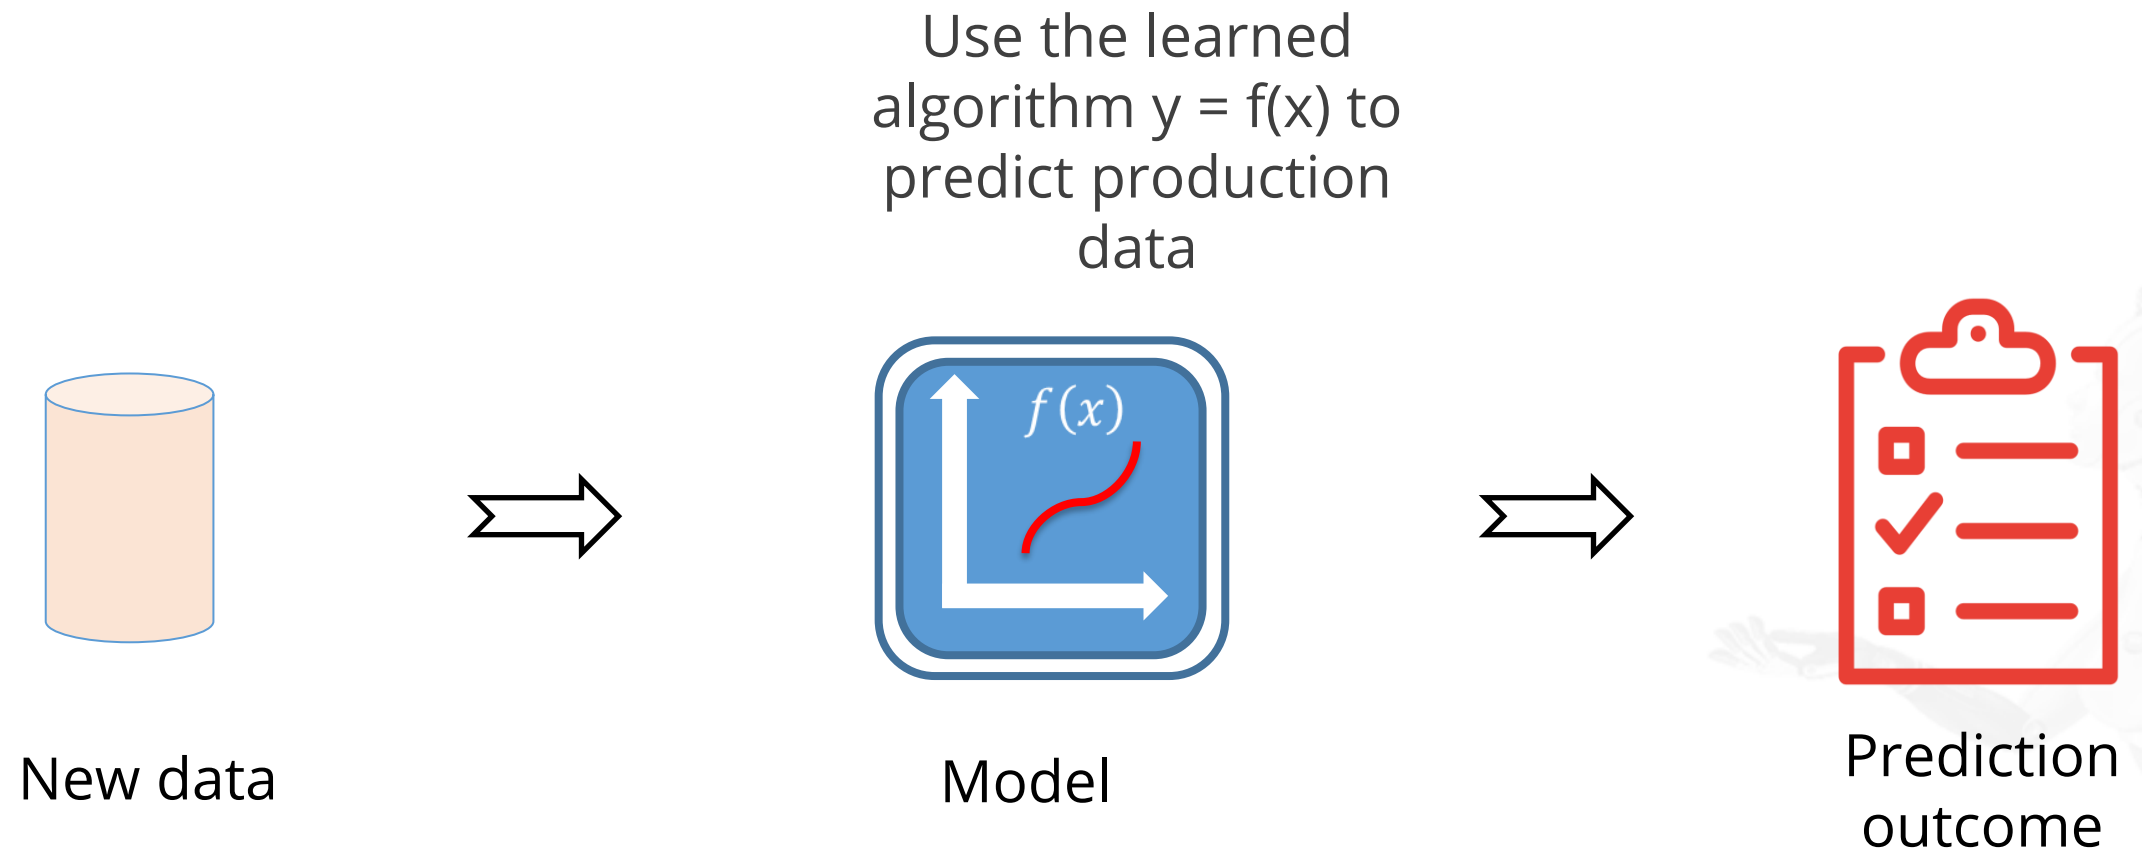 Use the learned
algorithm y = f(x) to
predict production
data
f(x)
New data
Model
Prediction
outcome